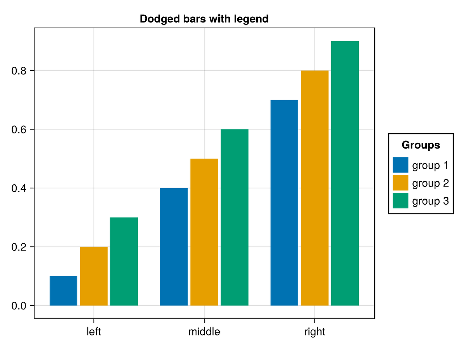 Dodged bars with legend
0.8
0.6
0.4
0.2
0.0
left middle right
Groups
group 1
group 2
group 3